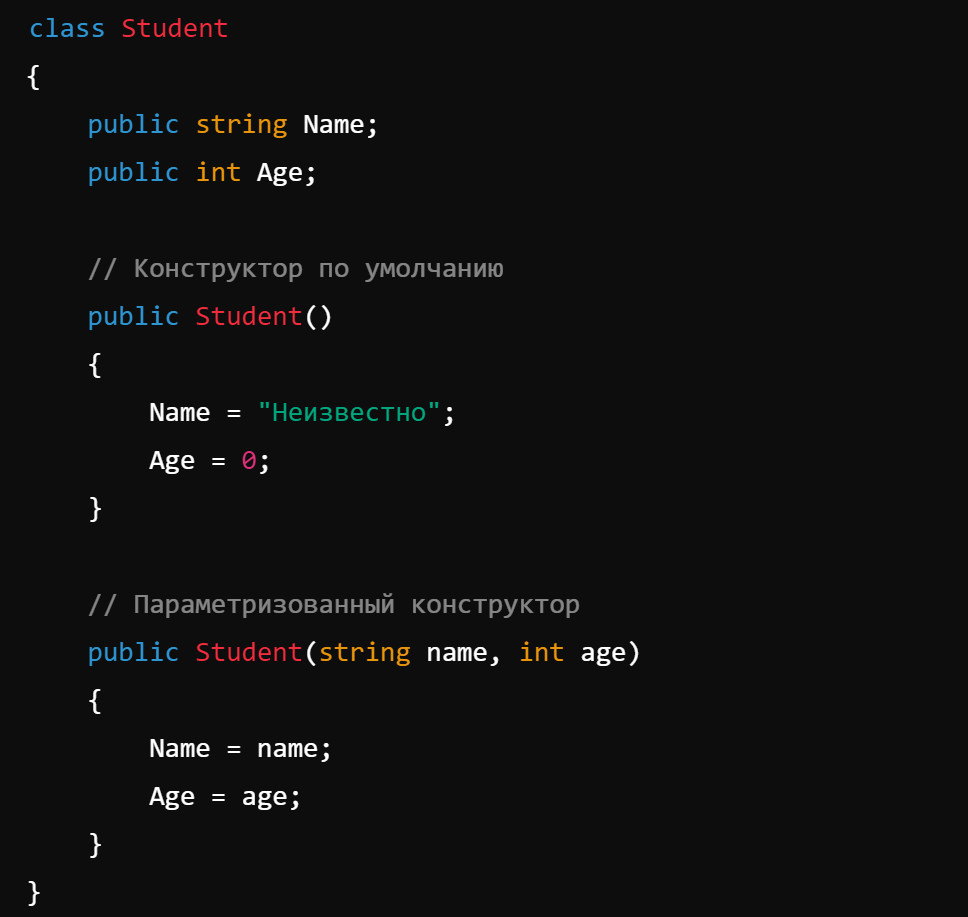 class Student
{
    public string Name;
    public int Age;

    // Конструктор по умолчанию
    public Student()
    {
        Name = "Неизвестно";
        Age = 0;
    }

    // Параметризованный конструктор
    public Student(string name, int age)
    {
        Name = name;
        Age = age;
    }
}